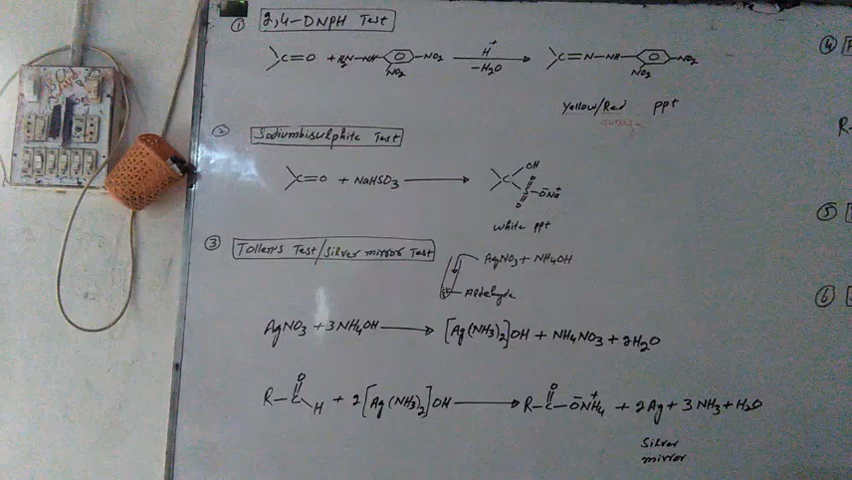 ① 2,4-DNPH Test
C=O + H2N-NH NO2 NO2 H+ -H2O C=N-NH NO2 NO2
Yellow/Red ppt
orange
② Sodiumbisulphite Test
C=O + NaHSO3 C OH S O O O-Na+
white ppt
③ Tollen's Test/Silver mirror Test
AgNO3 + NH4OH
Aldehyde
AgNO3 + 3NH4OH → [Ag(NH3)2]OH + NH4NO3 + 2H2O
R-C O H + 2[Ag(NH3)2]OH → R-C O -O-NH4+ + 2Ag + 3NH3 + H2O
Silver
mirror
④
R-
⑤
⑥